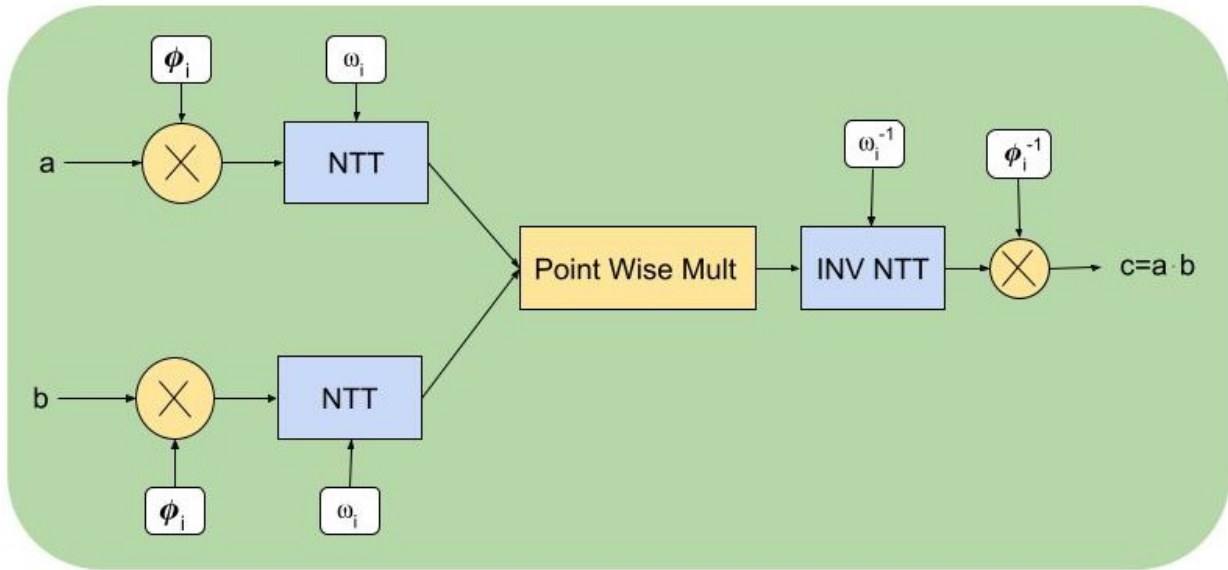 ϕi
ωi
a
NTT
ωi^-1
ϕi^-1
Point Wise Mult
INV NTT
c=a·b
b
NTT
ϕi
ωi